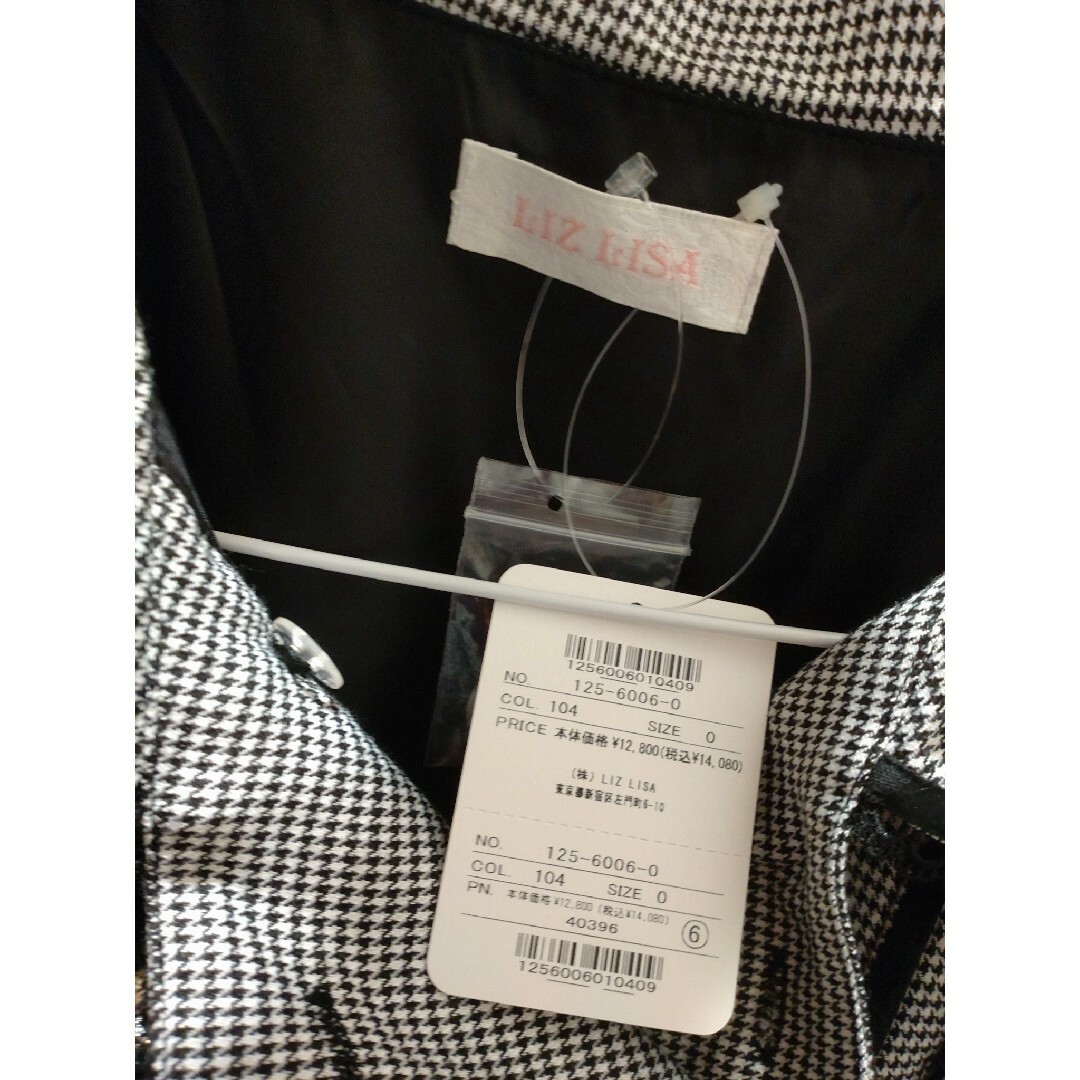 LIZ LISA
1256006010409
NO. 125-6006-0
COL. 104 SIZE 0
PRICE 本体価格 ¥12,800(税込¥14,080)
(株) LIZ LISA
東京都新宿区左門町6-10
NO. 125-6006-0
COL. 104 SIZE 0
PN. 本体価格 ¥12,800 (税込¥14,080)
40396 ⑥
1256006010409